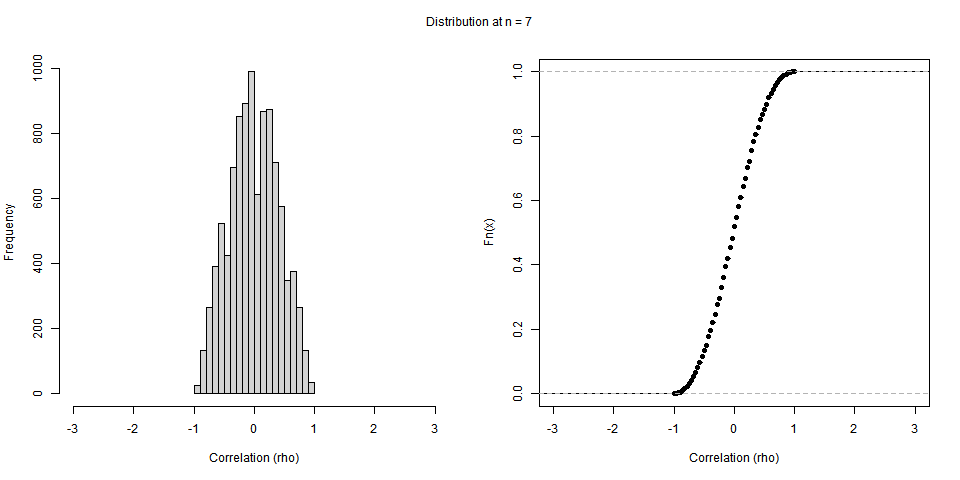 Distribution at n = 7
Frequency
1000
800
600
400
200
0
-3 -2 -1 0 1 2 3
Correlation (rho)
Fn(x)
1.0
0.8
0.6
0.4
0.2
0.0
-3 -2 -1 0 1 2 3
Correlation (rho)